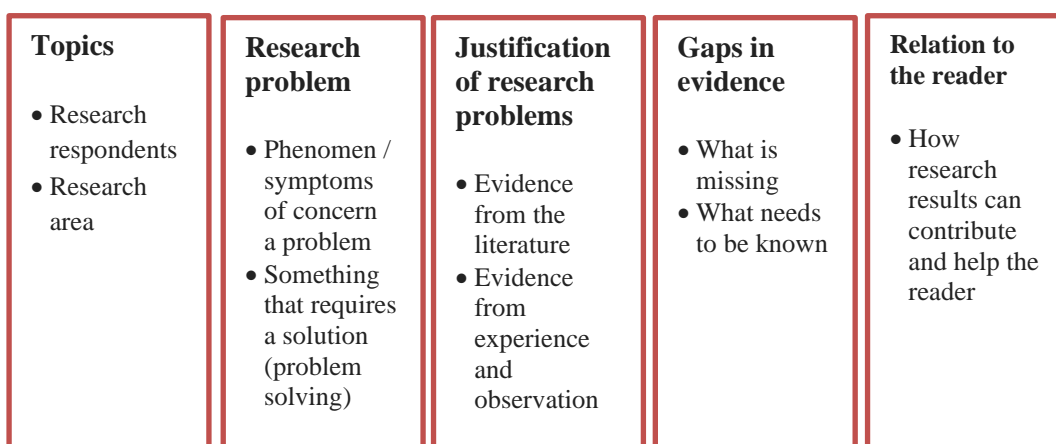 Topics
• Research
respondents
• Research
area
Research
problem
• Phenomen /
symptoms
of concern
a problem
• Something
that requires
a solution
(problem
solving)
Justification
of research
problems
• Evidence
from the
literature
• Evidence
from
experience
and
observation
Gaps in
evidence
• What is
missing
• What needs
to be known
Relation to
the reader
• How
research
results can
contribute
and help the
reader